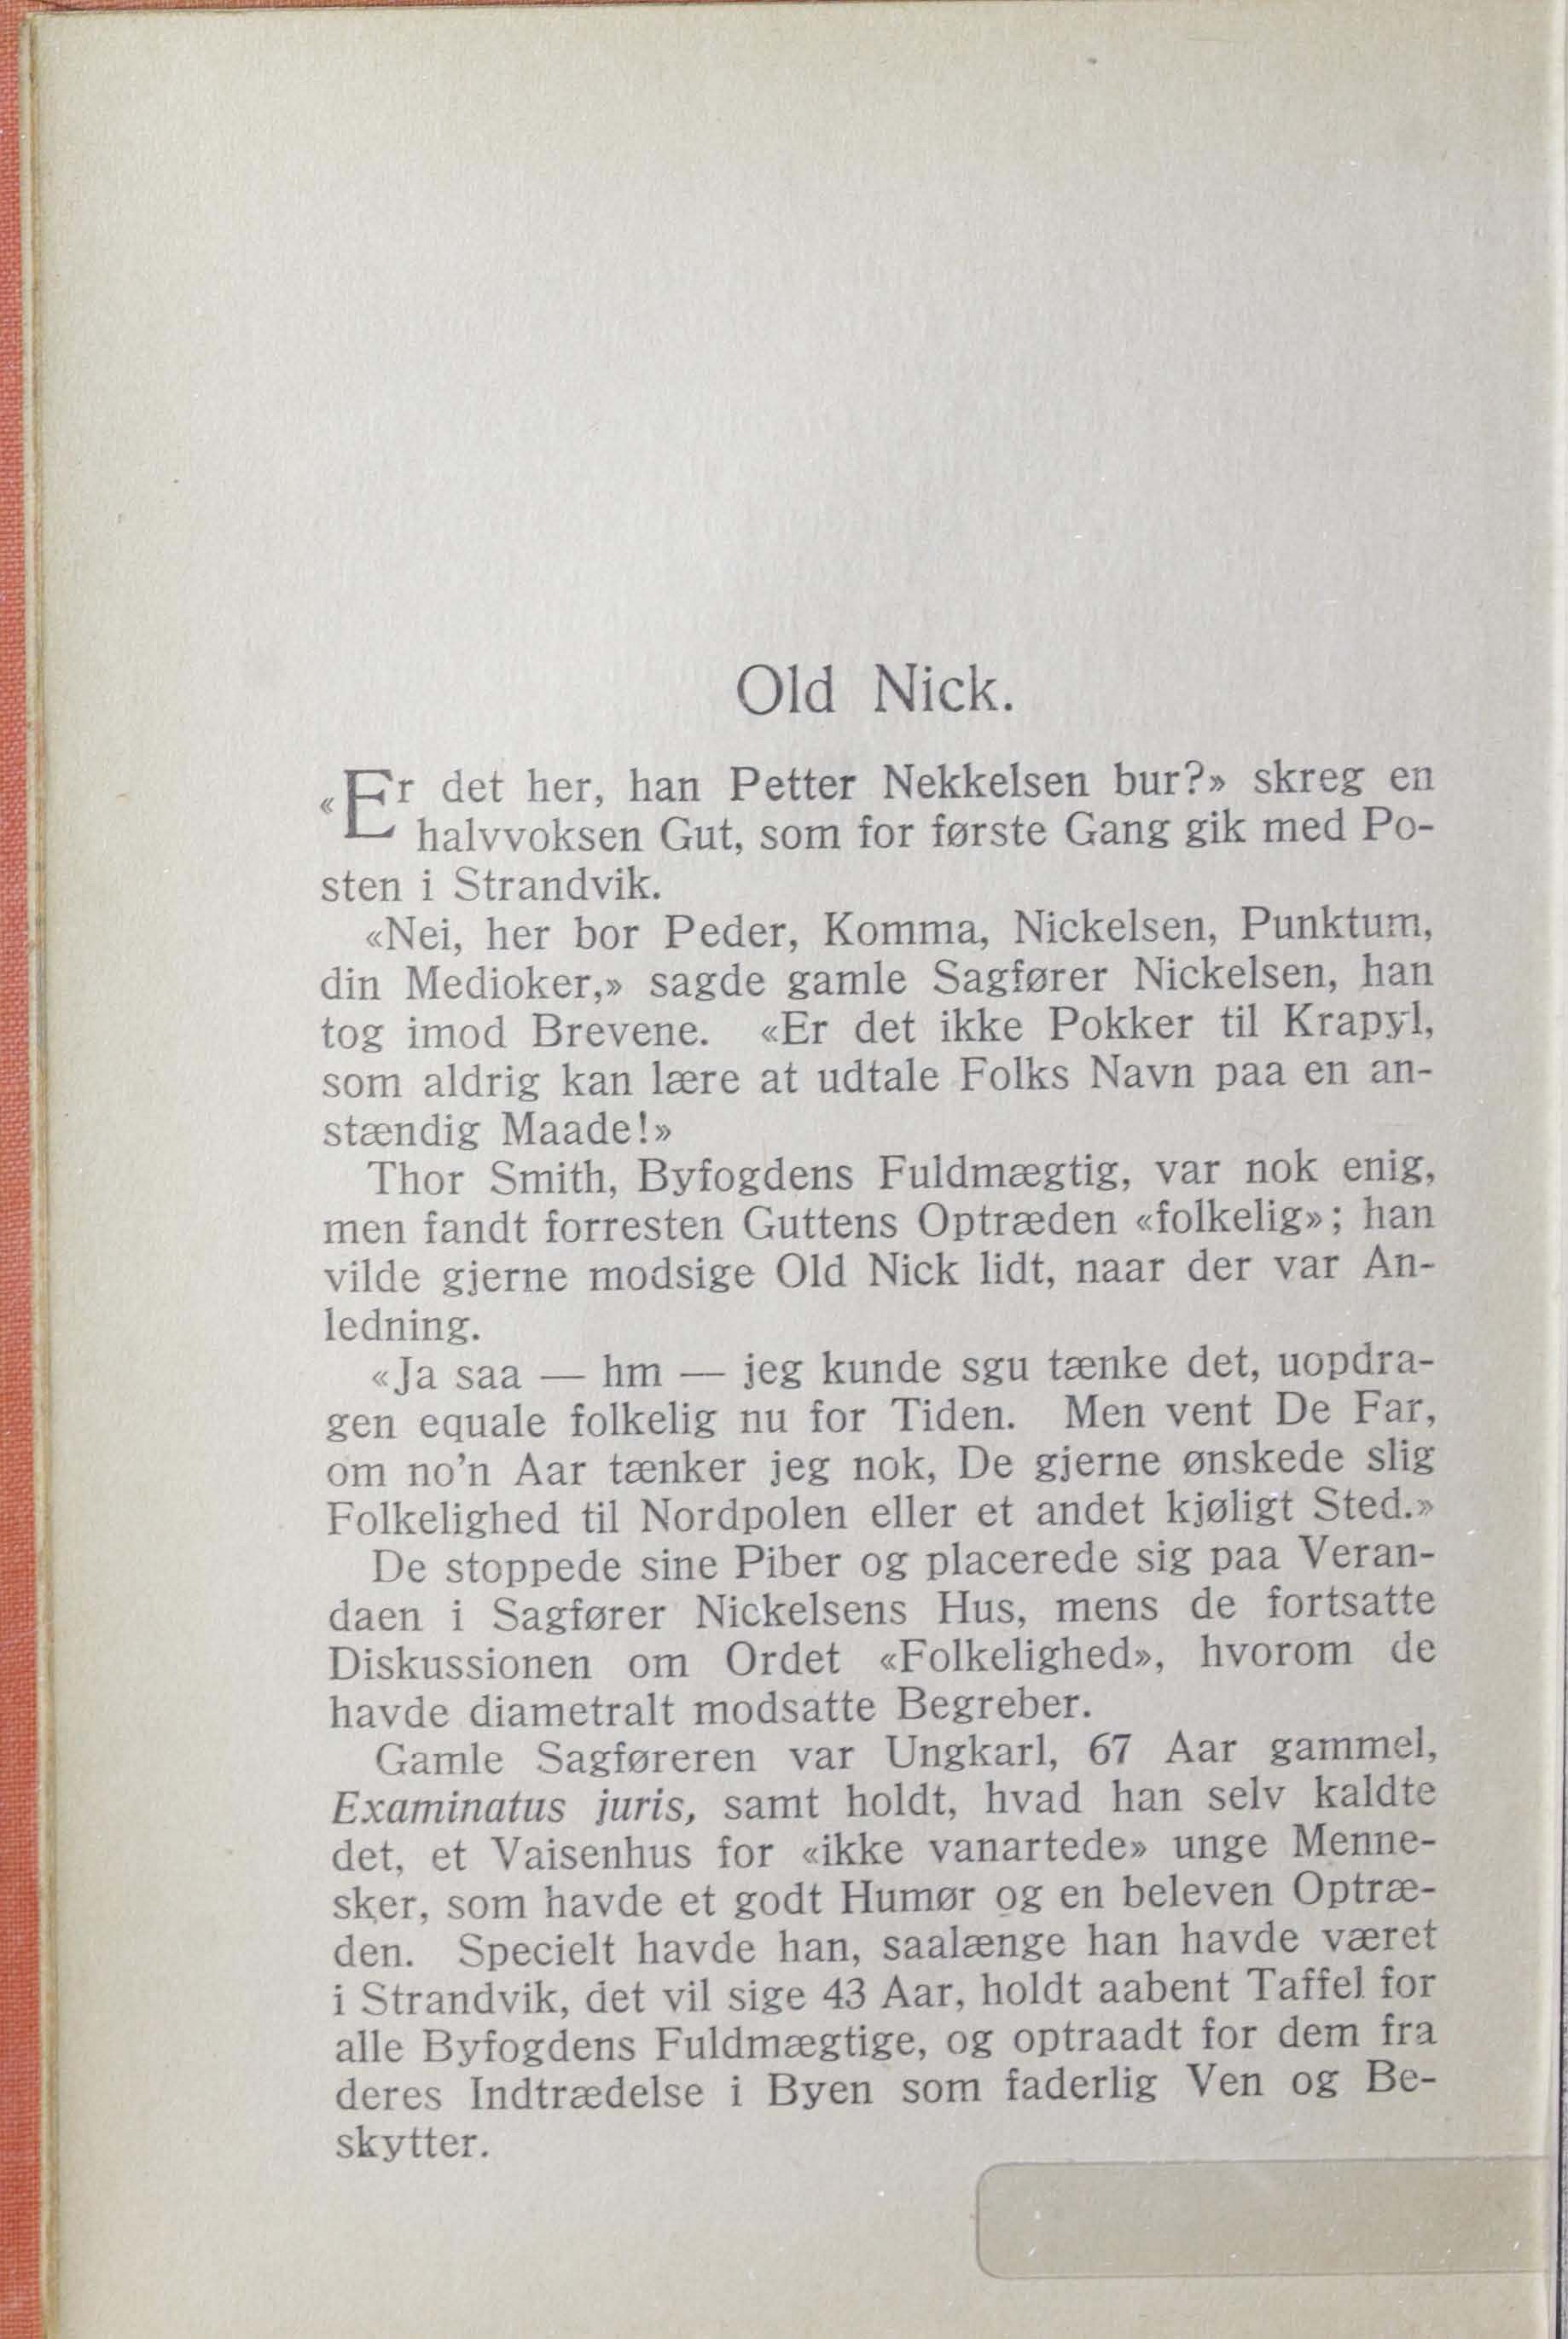 Old Nick.
«Er det her, han Petter Nekkelsen bur?» skreg en
halvvoksen Gut, som for første Gang gik med Po-
sten i Strandvik.
«Nei, her bor Peder, Komma, Nickelsen, Punktum,
din Medioker,» sagde gamle Sagfører Nickelsen, han
tog imod Brevene. «Er det ikke Pokker til Krapyl,
som aldrig kan lære at udtale Folks Navn paa en an-
stændig Maade!»
Thor Smith, Byfogdens Fuldmægtig, var nok enig,
men fandt forresten Guttens Optræden «folkelig»; han
vilde gjerne modsige Old Nick lidt, naar der var An-
ledning.
«Ja saa — hm — jeg kunde sgu tænke det, uopdra-
gen equale folkelig nu for Tiden. Men vent De Far,
om no'n Aar tænker jeg nok, De gjerne ønskede slig
Folkelighed til Nordpolen eller et andet kjøligt Sted.»
De stoppede sine Piber og placerede sig paa Veran-
daen i Sagfører Nickelsens Hus, mens de fortsatte
Diskussionen om Ordet «Folkelighed», hvorom de
havde diametralt modsatte Begreber.
Gamle Sagføreren var Ungkarl, 67 Aar gammel,
Examinatus juris, samt holdt, hvad han selv kaldte
det, et Vaisenhus for «ikke vanartede» unge Menne-
sker, som havde et godt Humør og en beleven Optræ-
den. Specielt havde han, saalænge han havde været
i Strandvik, det vil sige 43 Aar, holdt aabent Taffel for
alle Byfogdens Fuldmægtige, og optraadt for dem fra
deres Indtrædelse i Byen som faderlig Ven og Be-
skytter.